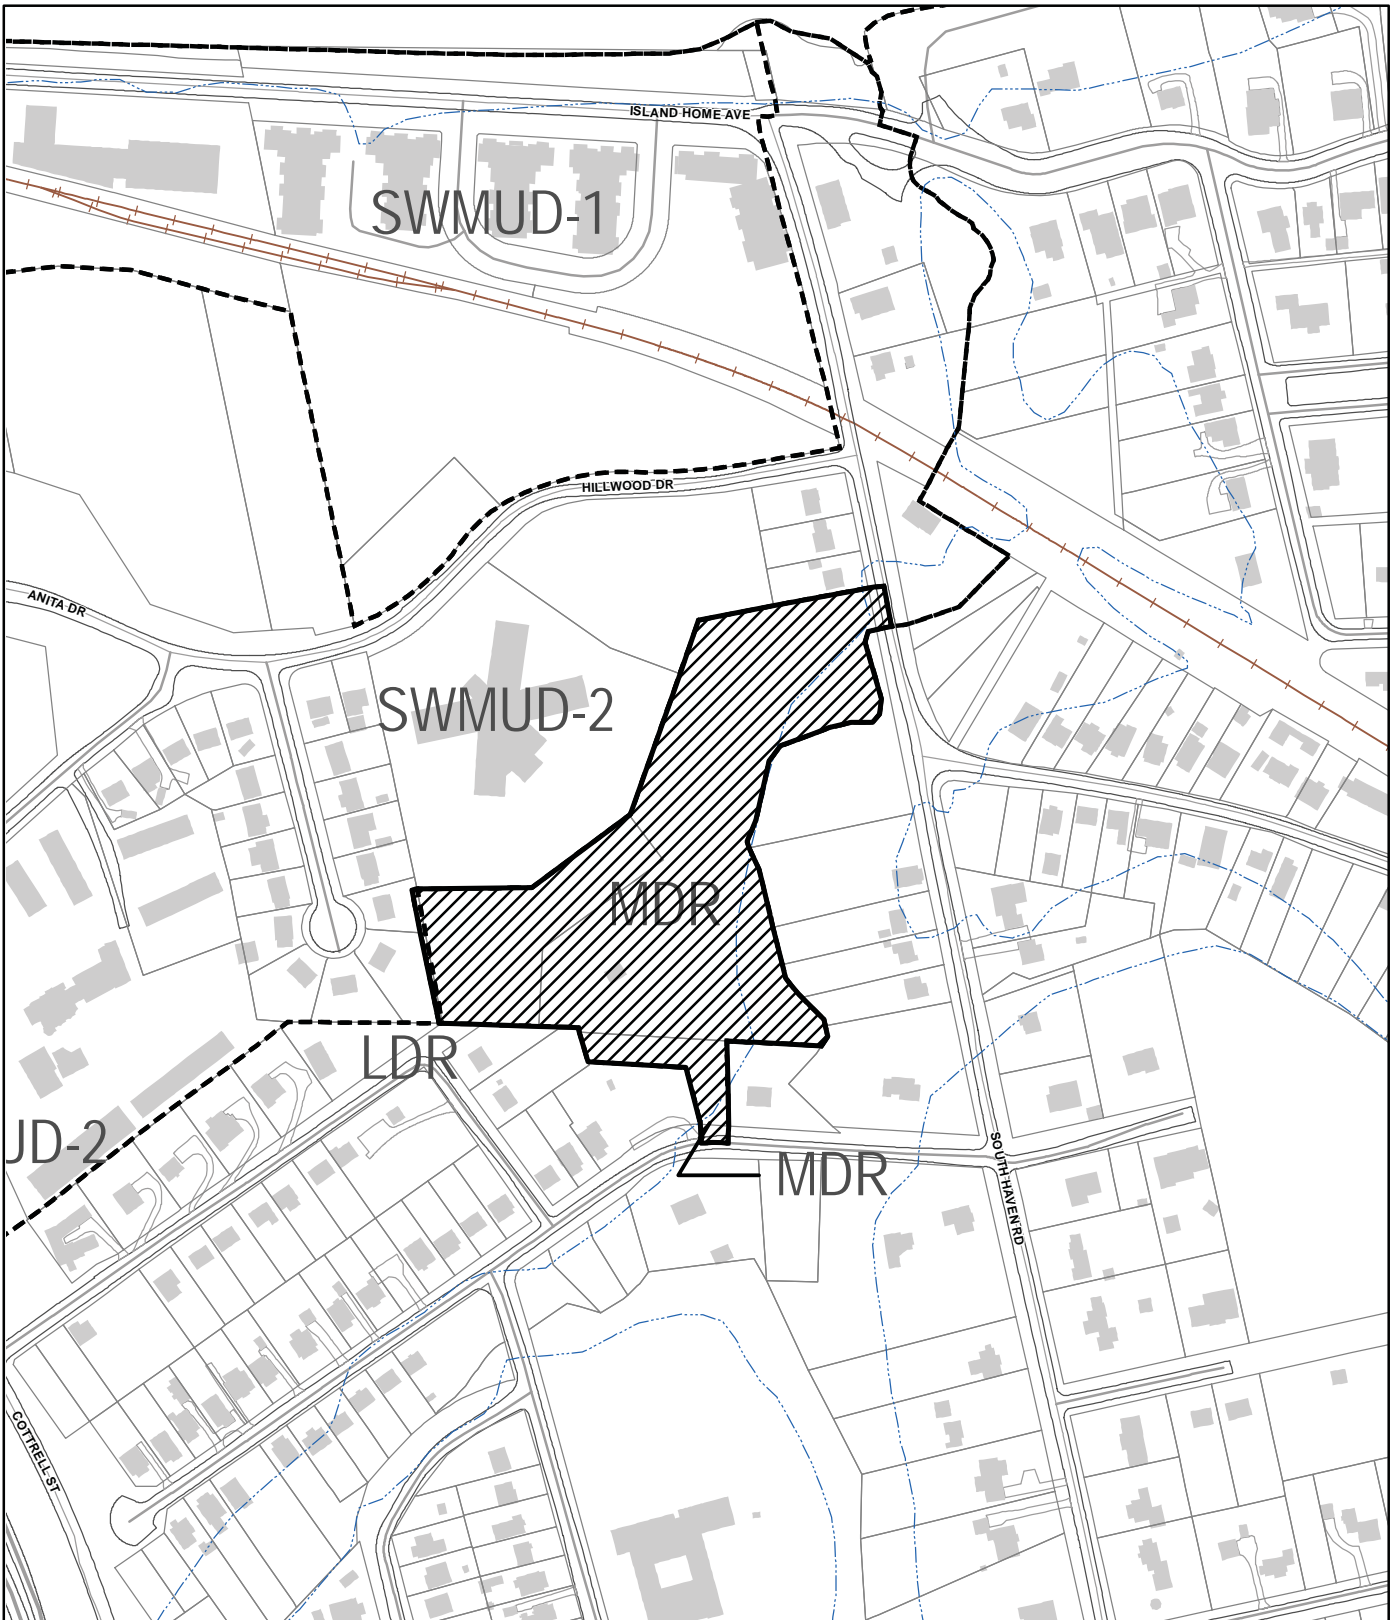 ISLAND HOME AVE
SWMUD-1
HILLWOOD DR
ANITA DR
SWMUD-2
MDR
LDR
UD-2
MDR
SOUTH HAVEN RD
COTTRELL ST